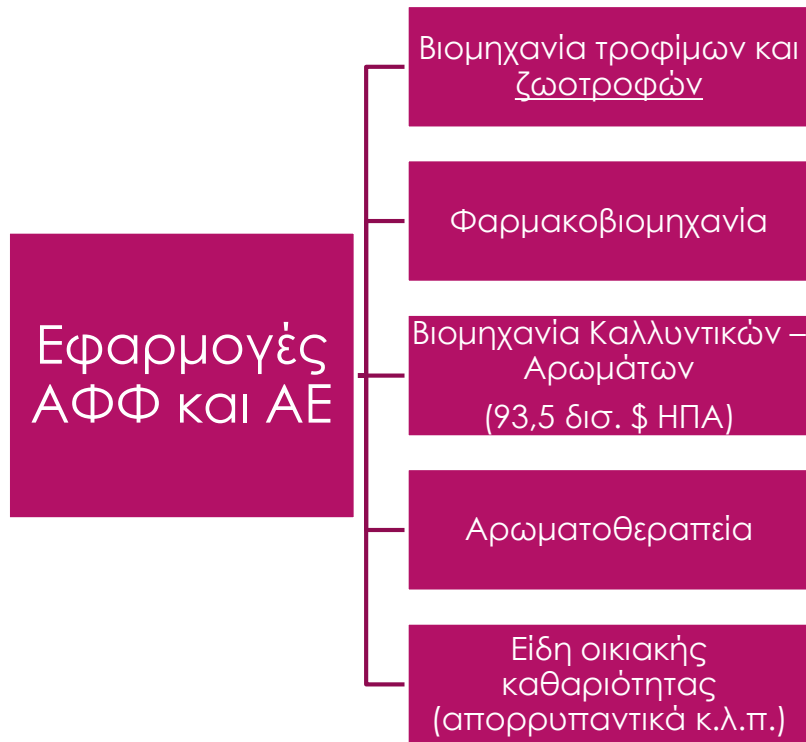 Βιομηχανία τροφίμων και
ζωοτροφών
Φαρμακοβιομηχανία
Εφαρμογές
ΑΦΦ και ΑΕ
Βιομηχανία Καλλυντικών –
Αρωμάτων
(93,5 δισ. $ ΗΠΑ)
Αρωματοθεραπεία
Είδη οικιακής
καθαριότητας
(απορρυπαντικά κ.λ.π.)